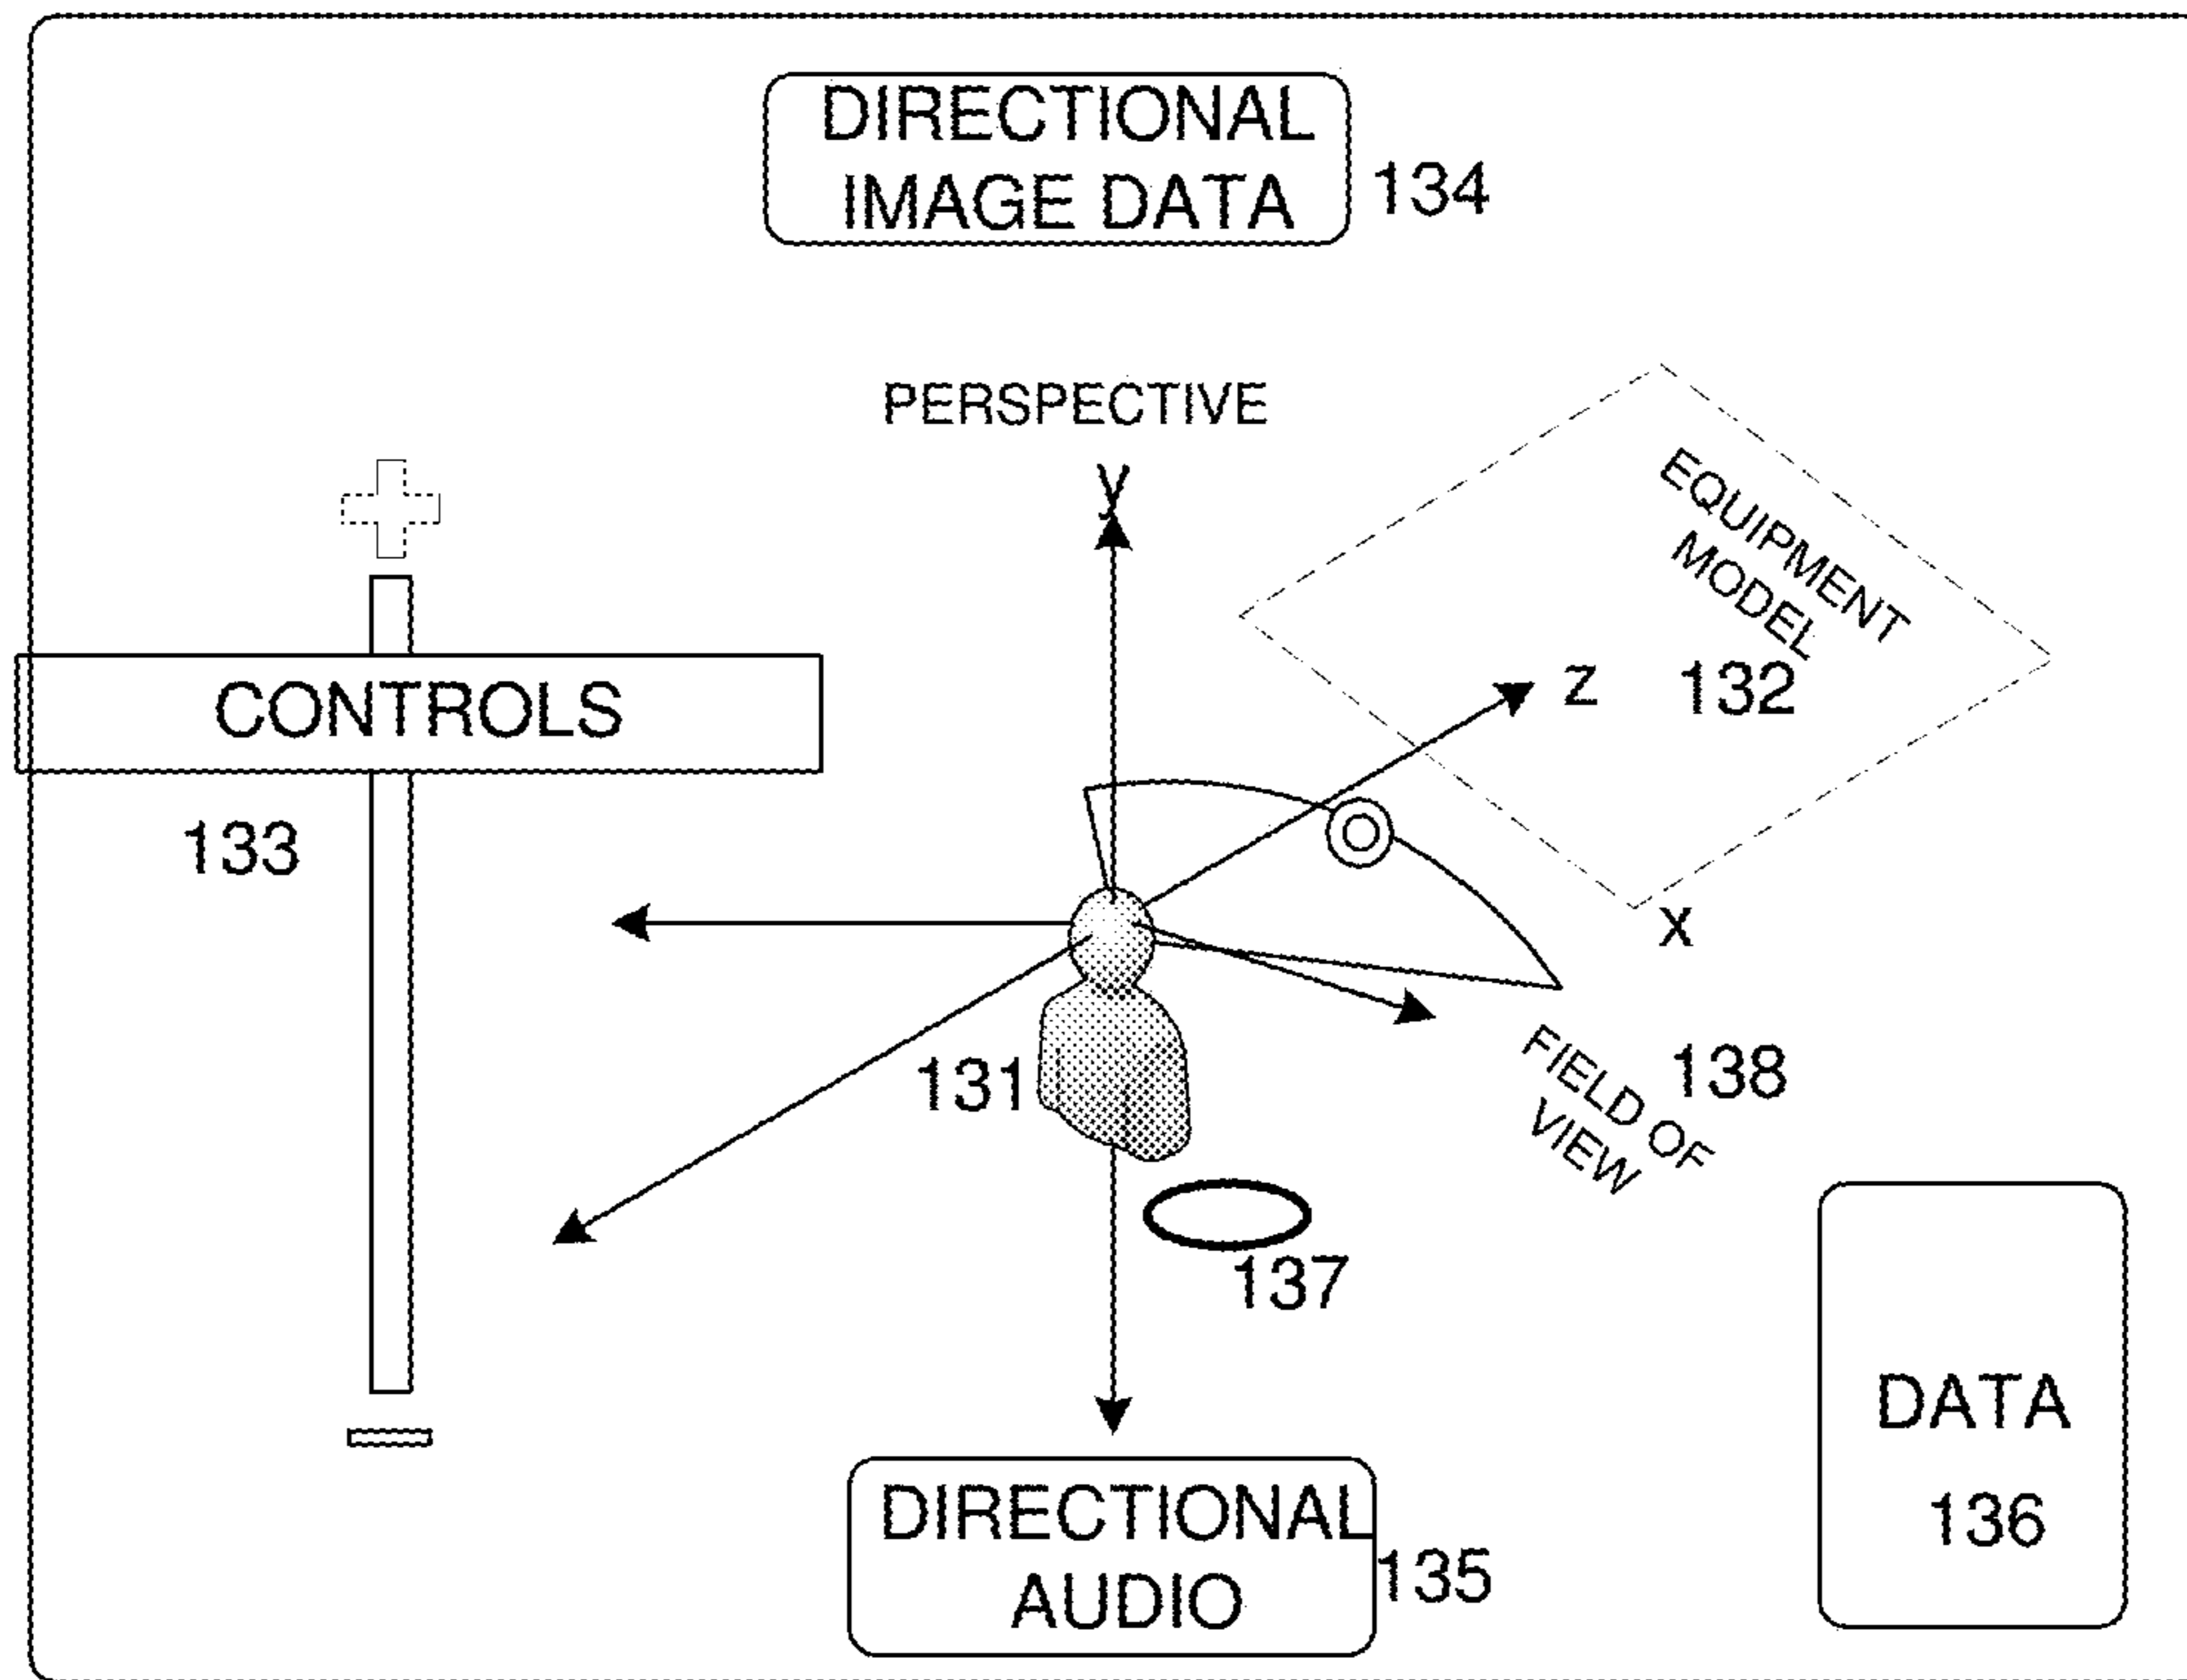 DIRECTIONAL
IMAGE DATA
134
PERSPECTIVE
y
EQUIPMENT
MODEL
132
z
CONTROLS
133
x
131
138
FIELD OF
VIEW
137
DATA
136
DIRECTIONAL
AUDIO
135